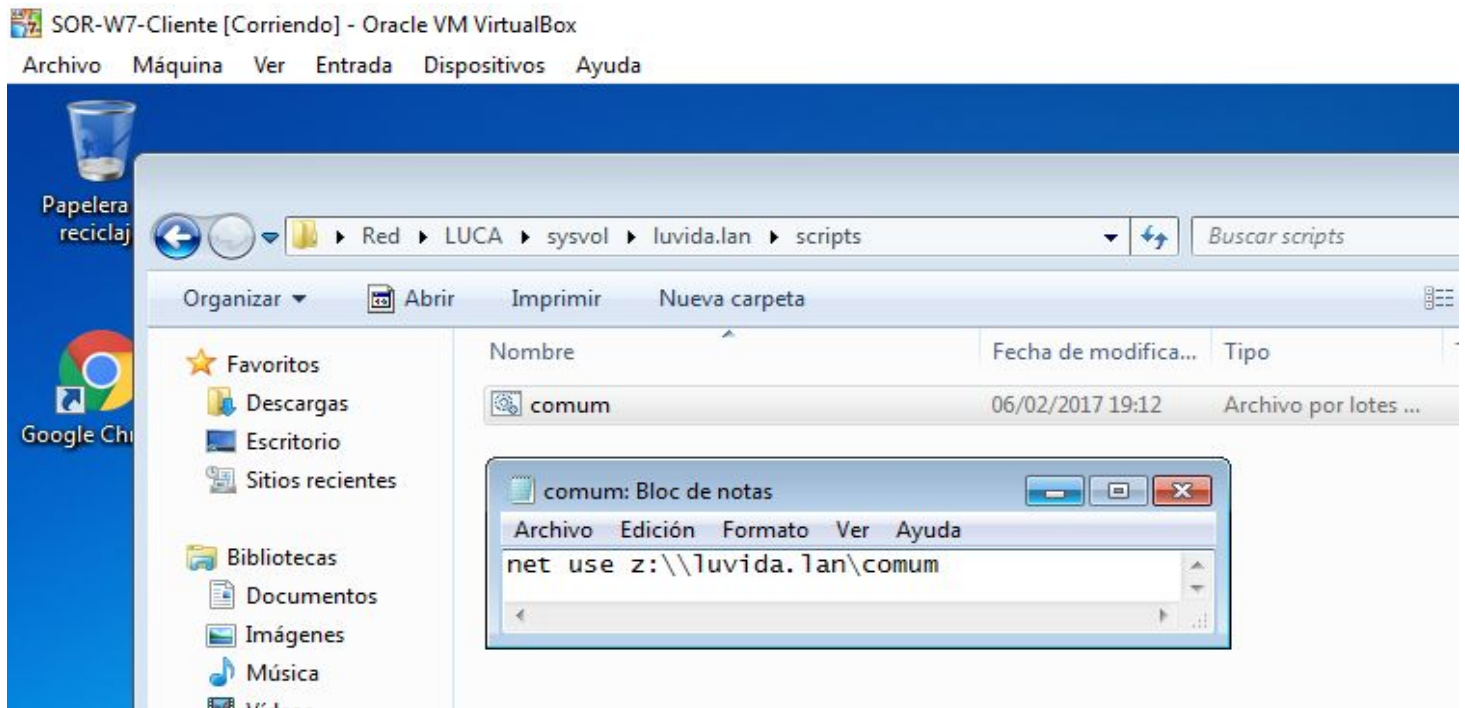 SOR-W7-Cliente [Corriendo] - Oracle VM VirtualBox
Archivo Máquina Ver Entrada Dispositivos Ayuda
Papelera
reciclaj
Red LUCA sysvol luvida.lan scripts
Buscar scripts
Organizar Abrir Imprimir Nueva carpeta
Nombre Fecha de modifica... Tipo
Favoritos
Descargas
Escritorio
Sitios recientes
Bibliotecas
Documentos
Imágenes
Música
Google Ch
comum 06/02/2017 19:12 Archivo por lotes ...
comum: Bloc de notas
Archivo Edición Formato Ver Ayuda
net use z:\\luvida.lan\comum